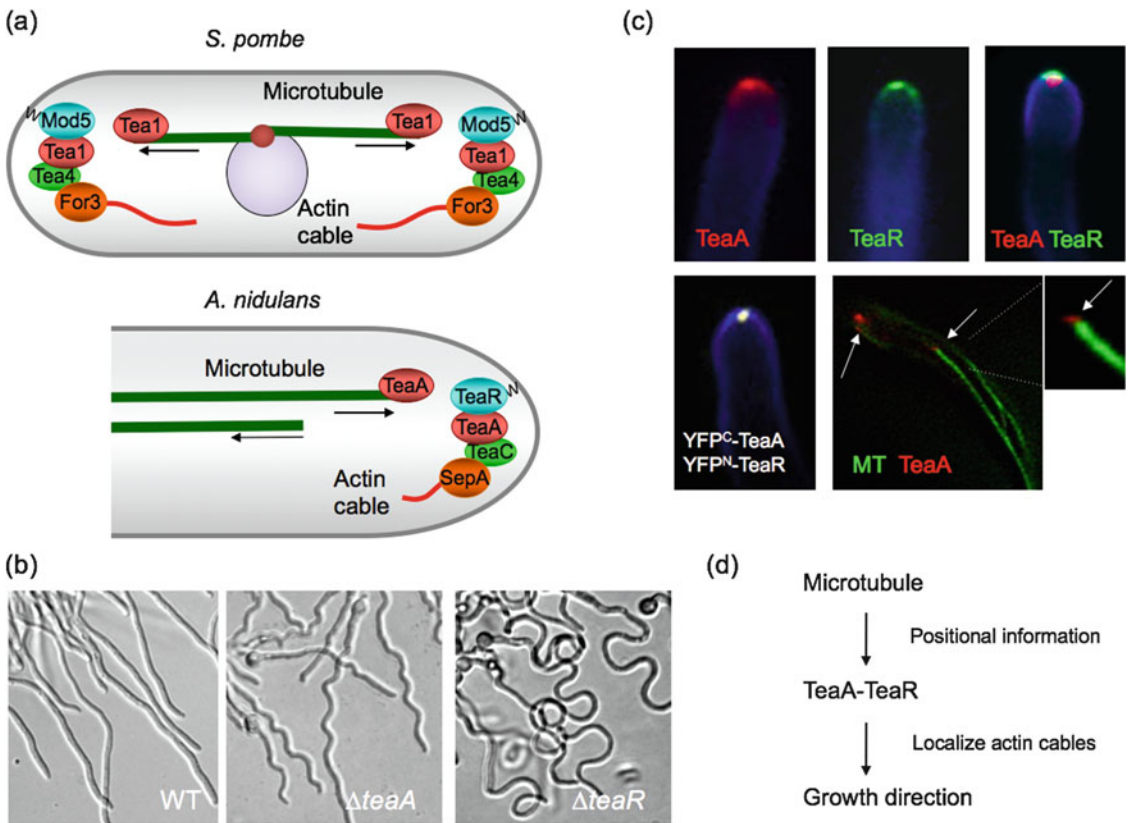 (a)
S. pombe
Microtubule
Mod5
W
Tea1
Tea4
For3
Tea1
Tea1
Actin
cable
Mod5
N
Tea1
Tea4
For3
A. nidulans
Microtubule
TeaA
TeaR
N
TeaA
TeaC
SepA
Actin
cable
(b)
WT
ΔteaA
ΔteaR
(c)
TeaA
TeaR
TeaA TeaR
YFPᶜ-TeaA
YFPᴺ-TeaR
MT TeaA
(d)
Microtubule
Positional information
TeaA-TeaR
Localize actin cables
Growth direction